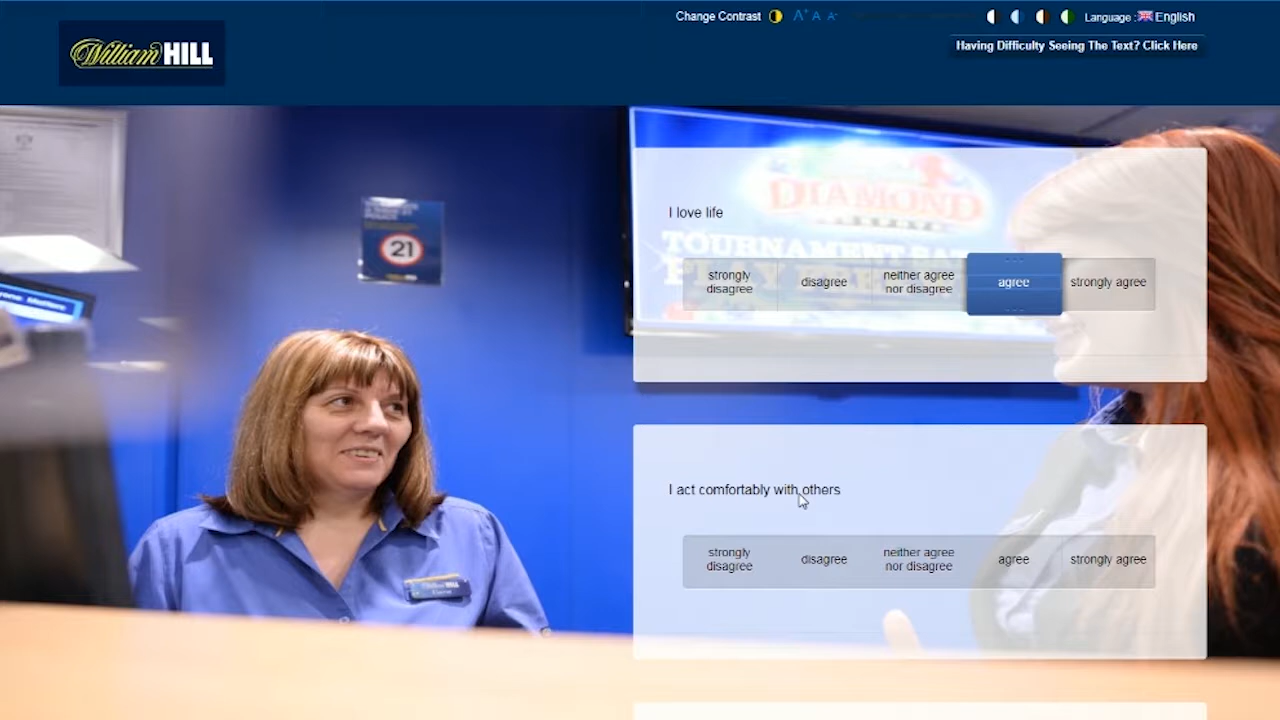 Change Contrast A+ A A- Language : English
Having Difficulty Seeing The Text? Click Here
William HILL
21
DIAMOND
TOURNAMENT
I love life
strongly disagree
disagree
neither agree nor disagree
agree
strongly agree
I act comfortably with others
strongly disagree
disagree
neither agree nor disagree
agree
strongly agree